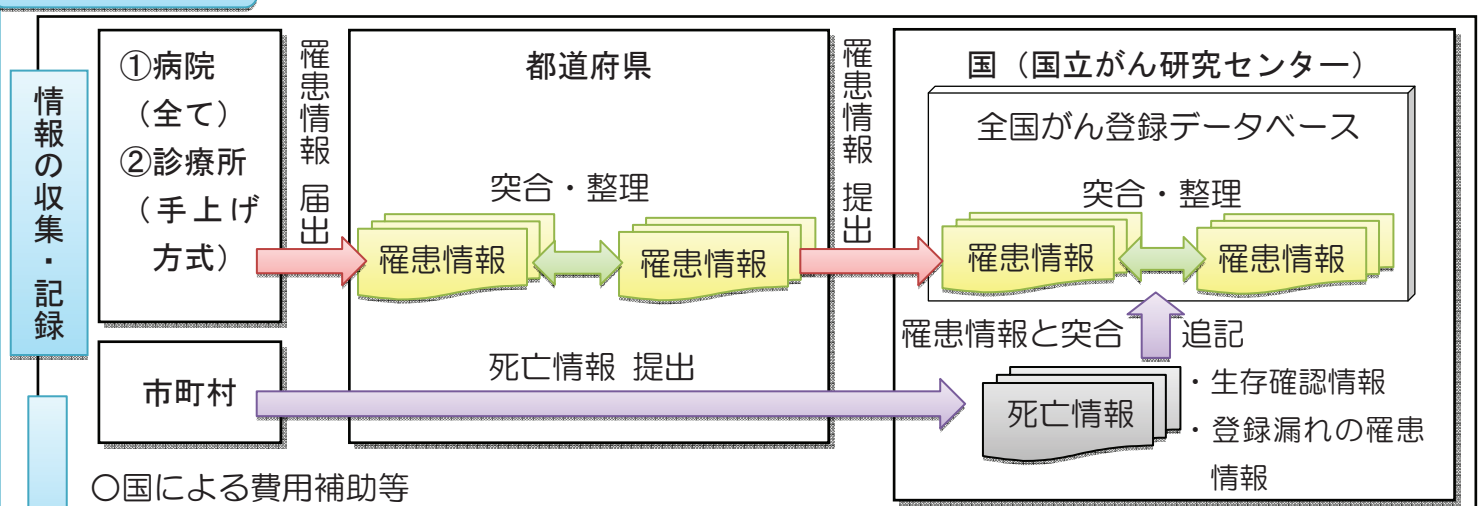 情報の収集・記録
①病院
（全て）
②診療所
（手上げ
方式）
罹患情報 届出
都道府県
突合・整理
罹患情報
罹患情報
罹患情報 提出
国（国立がん研究センター）
全国がん登録データベース
突合・整理
罹患情報
罹患情報
罹患情報と突合
追記
市町村
死亡情報 提出
死亡情報
・生存確認情報
・登録漏れの罹患
情報
〇国による費用補助等